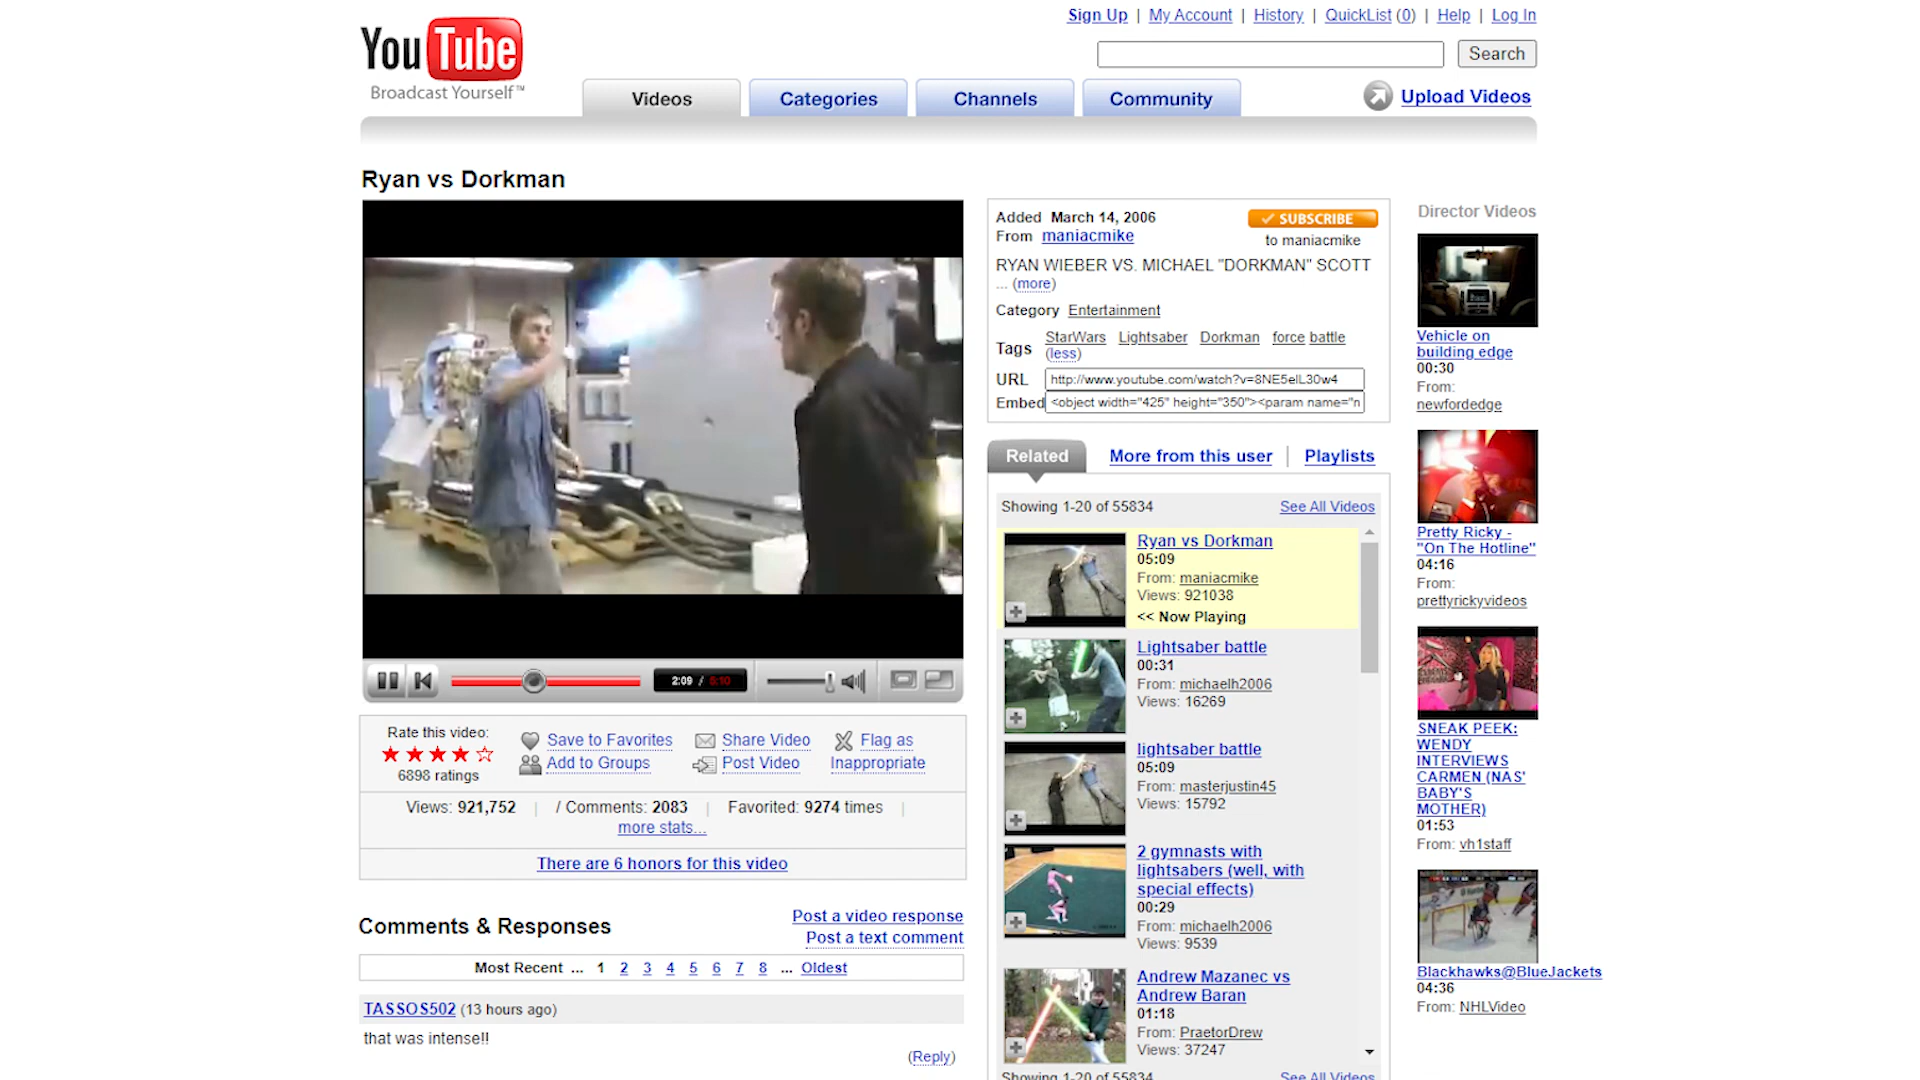 Sign Up | My Account | History | QuickList (0) | Help | Log In
YouTube
Broadcast Yourself™
Search
Videos
Categories
Channels
Community
Upload Videos
Ryan vs Dorkman
2:09 / 5:10
Rate this video:
6898 ratings
Save to Favorites
Add to Groups
Share Video
Post Video
Flag as
Inappropriate
Views: 921,752 | / Comments: 2083 | Favorited: 9274 times |
more stats...
There are 6 honors for this video
Comments & Responses
Post a video response
Post a text comment
Most Recent ... 1 2 3 4 5 6 7 8 ... Oldest
TASSOS502 (13 hours ago)
that was intense!!
(Reply)
Added March 14, 2006
From maniacmike
SUBSCRIBE
to maniacmike
RYAN WIEBER VS. MICHAEL "DORKMAN" SCOTT
... (more)
Category Entertainment
Tags StarWars Lightsaber Dorkman force battle
(less)
URL http://www.youtube.com/watch?v=8NE5elL30w4
Embed <object width="425" height="350"><param name="n
Related
More from this user | Playlists
Showing 1-20 of 55834
See All Videos
Ryan vs Dorkman
05:09
From: maniacmike
Views: 921038
<< Now Playing
Lightsaber battle
00:31
From: michaelh2006
Views: 16269
lightsaber battle
05:09
From: masterjustin45
Views: 15792
2 gymnasts with
lightsabers (well, with
special effects)
00:29
From: michaelh2006
Views: 9539
Andrew Mazanec vs
Andrew Baran
01:18
From: PraetorDrew
Views: 37247
Showing 1-20 of 55834
See All Videos
Director Videos
Vehicle on
building edge
00:30
From:
newfordedge
Pretty Ricky -
"On The Hotline"
04:16
From:
prettyrickyvideos
SNEAK PEEK:
WENDY
INTERVIEWS
CARMEN (NAS'
BABY'S
MOTHER)
01:53
From: vh1staff
Blackhawks@BlueJackets
04:36
From: NHLVideo